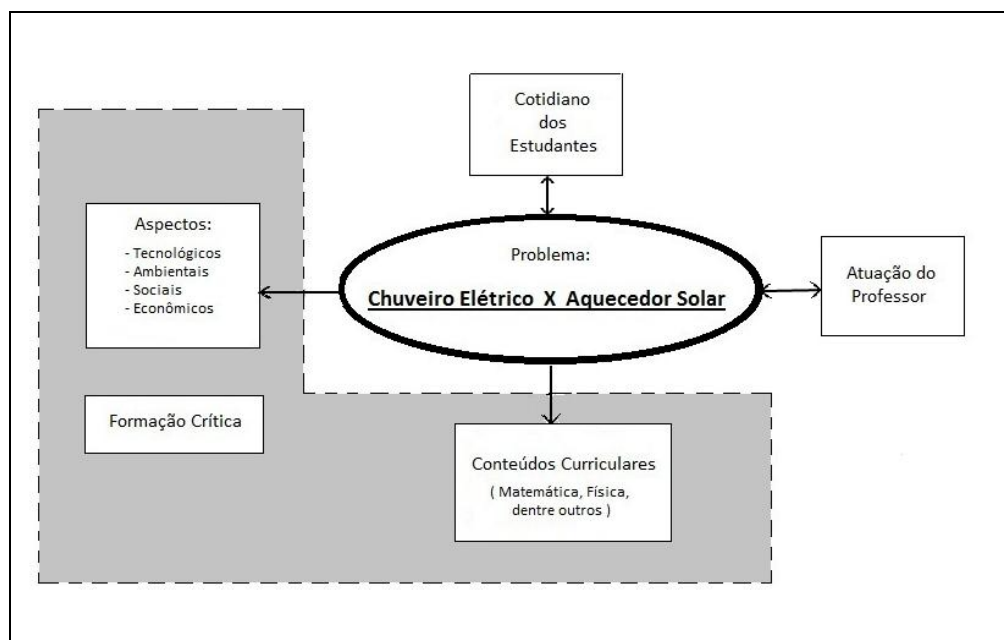 Cotidiano
dos
Estudantes
Aspectos:
- Tecnológicos
- Ambientais
- Sociais
- Econômicos
Problema:
Chuveiro Elétrico X Aquecedor Solar
Atuação do
Professor
Formação Crítica
Conteúdos Curriculares
( Matemática, Física,
dentre outros )